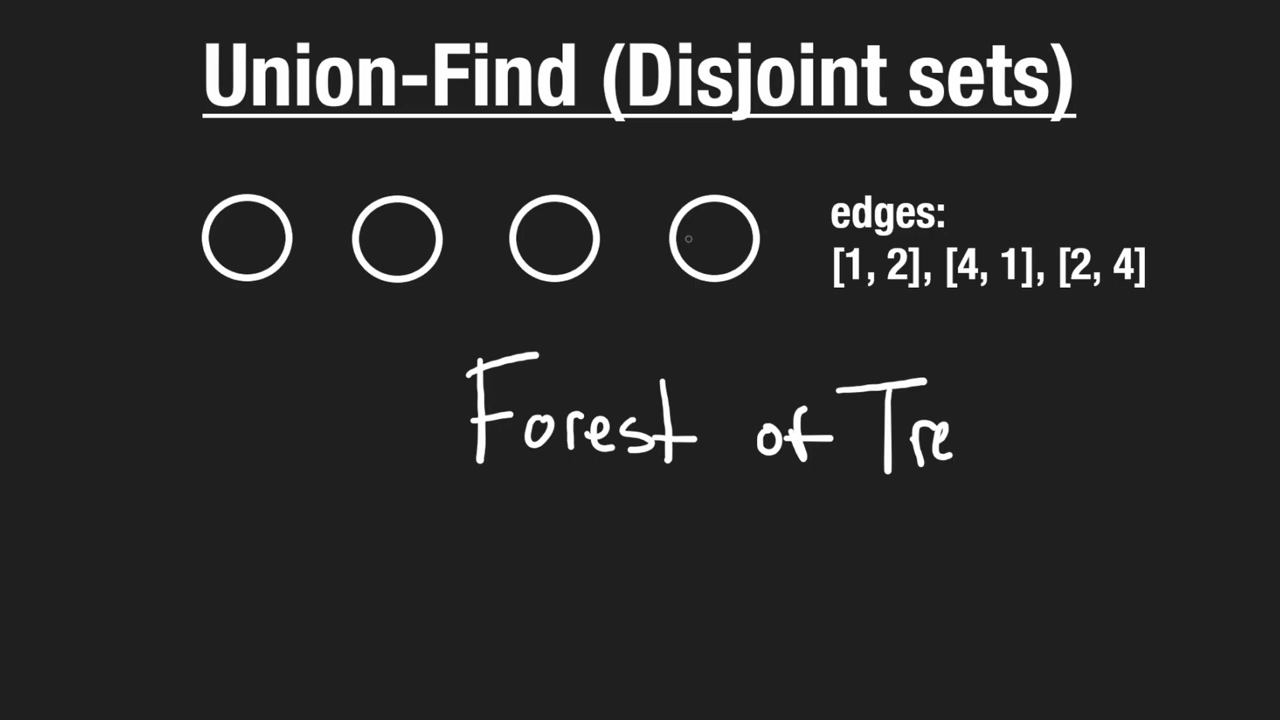 Union-Find (Disjoint sets)
edges:
[1, 2], [4, 1], [2, 4]
Forest of Tre